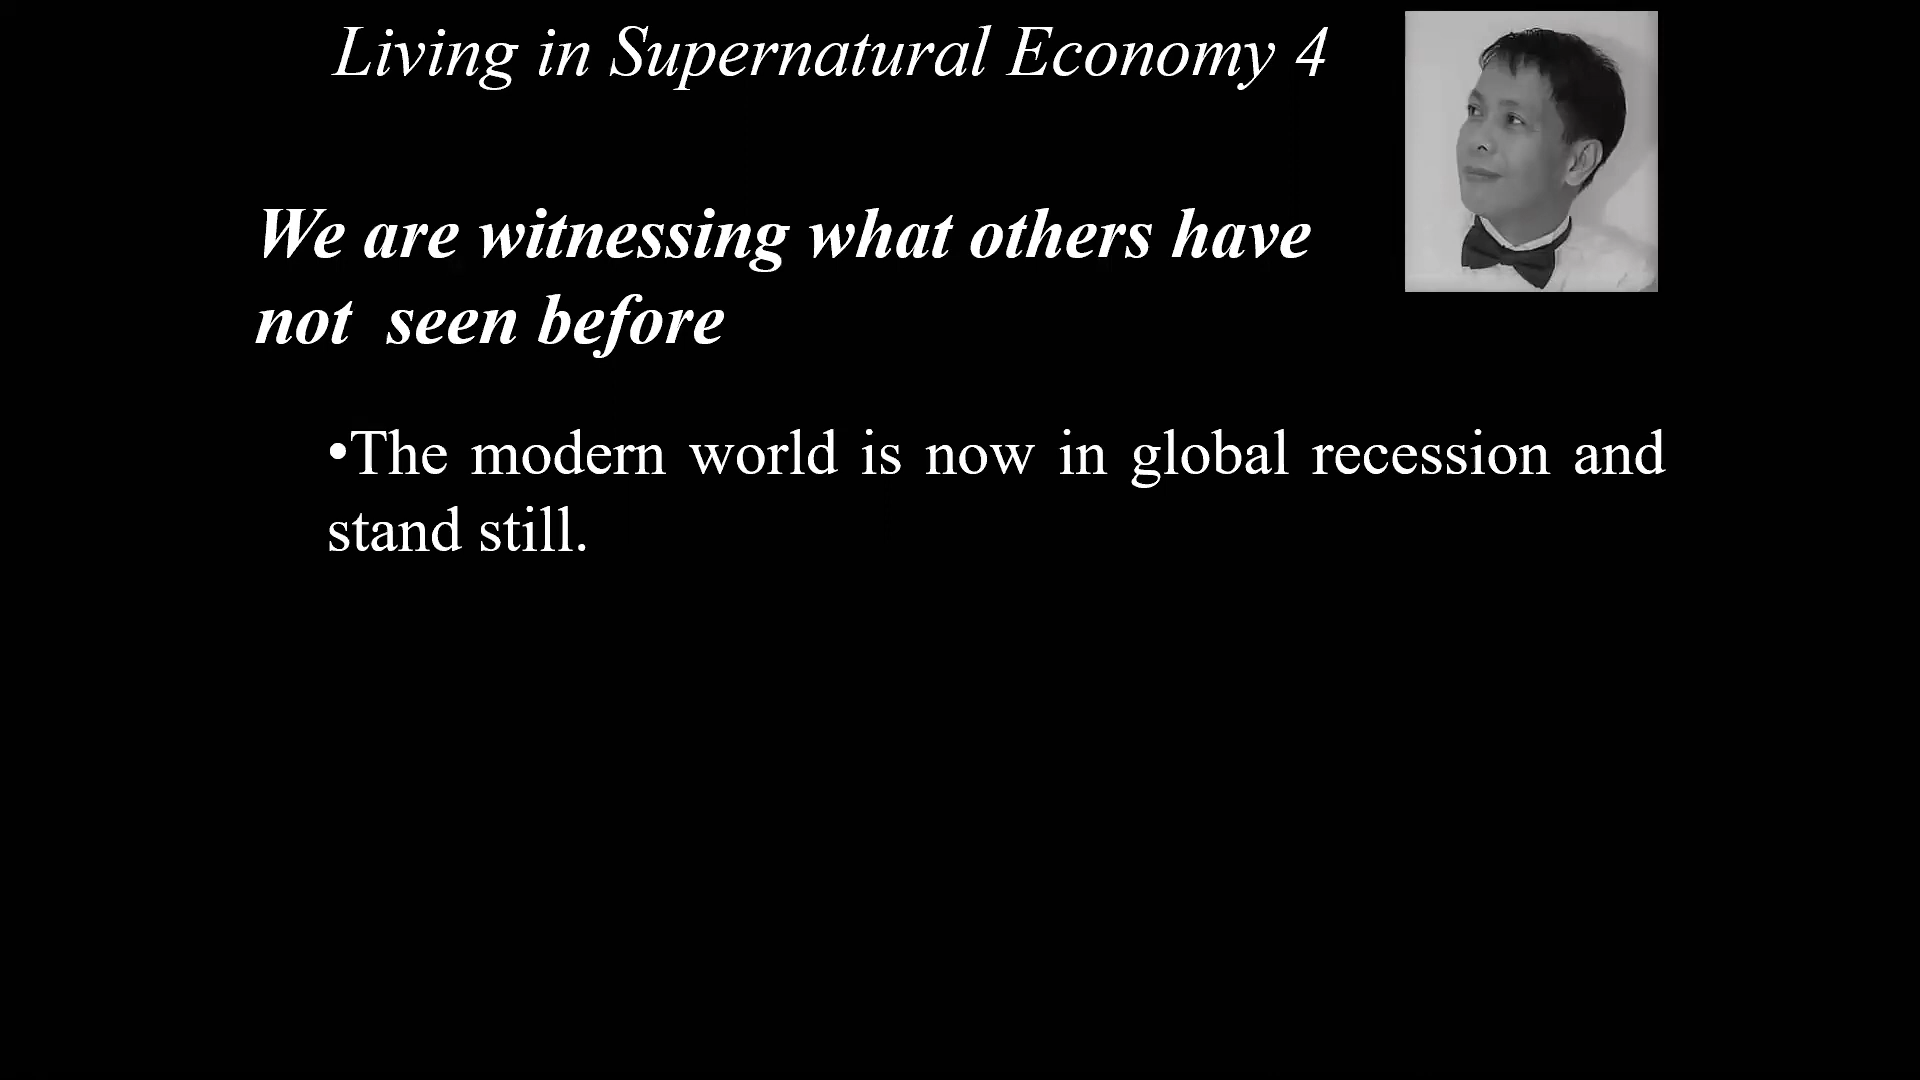 Living in Supernatural Economy 4
We are witnessing what others have
not seen before
•The modern world is now in global recession and
stand still.